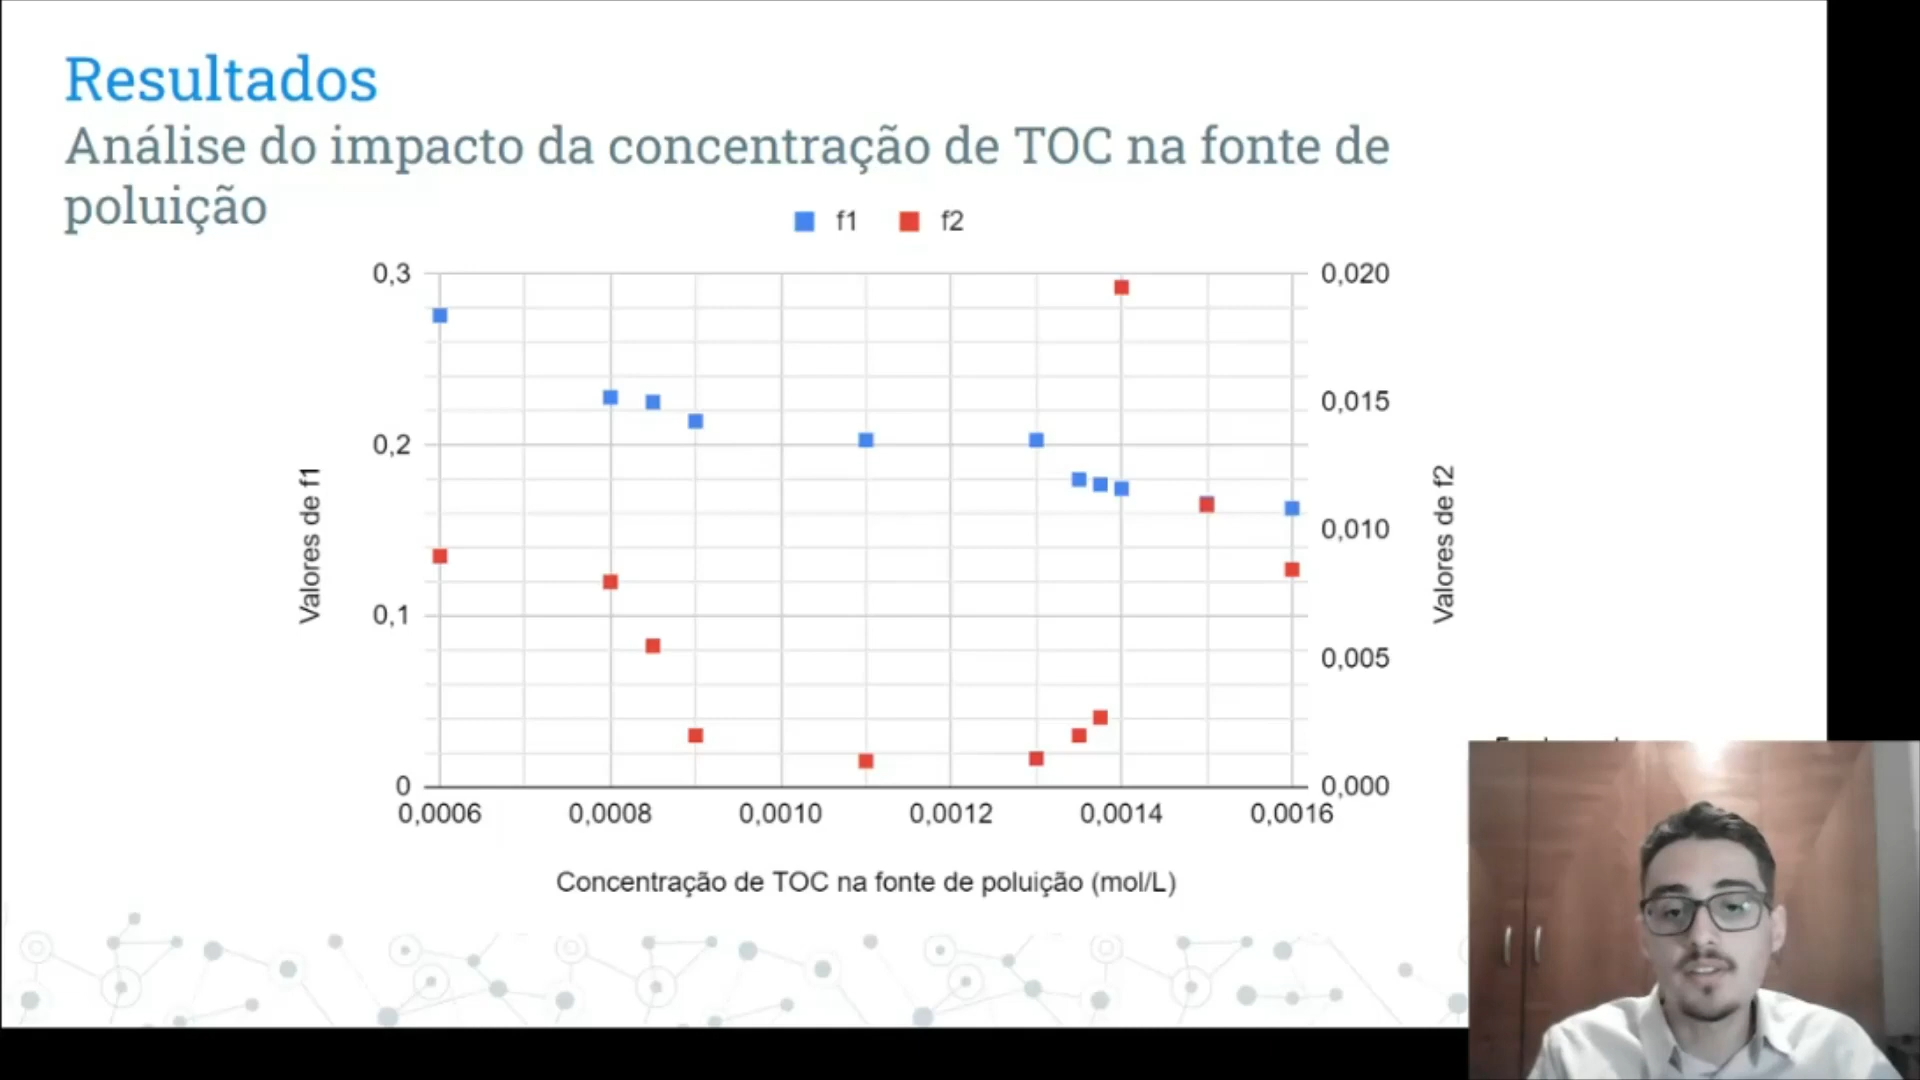 Resultados
Análise do impacto da concentração de TOC na fonte de
poluição
f1 f2
0,3
0,2
0,1
0
Valores de f1
0,020
0,015
0,010
0,005
0,000
Valores de f2
0,0006 0,0008 0,0010 0,0012 0,0014 0,0016
Concentração de TOC na fonte de poluição (mol/L)